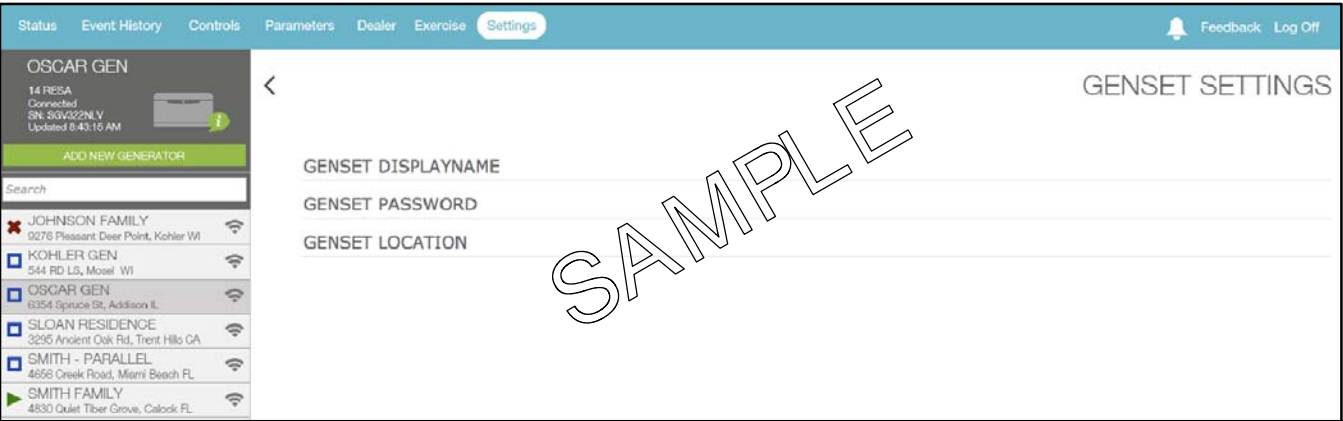 Status Event History Controls Parameters Dealer Exercise Settings Feedback Log Off
OSCAR GEN
14 RESA
Connected
SN: SGV322NLV
Updated 8:43:15 AM
ADD NEW GENERATOR
Search
JOHNSON FAMILY
9276 Pleasant Deer Point, Kohler WI
KOHLER GEN
544 RD LS, Mosel WI
OSCAR GEN
6354 Spruce St, Addison IL
SLOAN RESIDENCE
3295 Ancient Oak Rd, Trent Hills CA
SMITH - PARALLEL
4656 Creek Road, Miami Beach FL
SMITH FAMILY
4830 Quiet Tiber Grove, Calock FL
GENSET SETTINGS
GENSET DISPLAYNAME
GENSET PASSWORD
GENSET LOCATION
SAMPLE